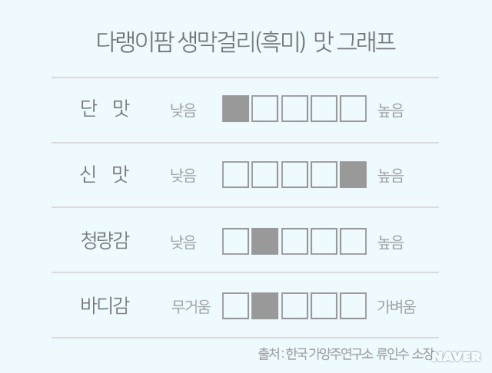 다랭이팜 생막걸리(흑미) 맛 그래프
단 맛 낮음 높음
신 맛 낮음 높음
청량감 낮음 높음
바디감 무거움 가벼움
출처 : 한국 가양주연구소 류인수 소장
NAVER